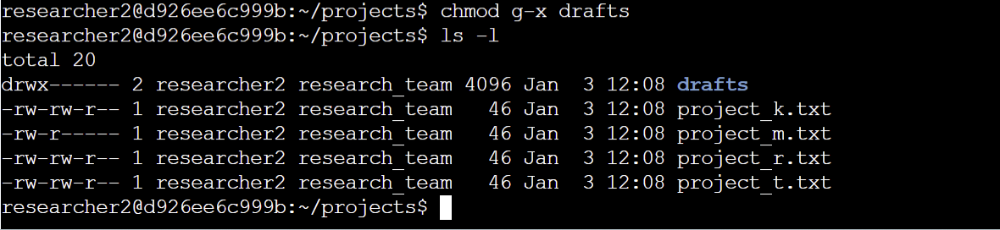 researcher2@d926ee6c999b:~/projects$ chmod g-x drafts
researcher2@d926ee6c999b:~/projects$ ls -l
total 20
drwx------ 2 researcher2 research_team 4096 Jan  3 12:08 drafts
-rw-rw-r-- 1 researcher2 research_team   46 Jan  3 12:08 project_k.txt
-rw-r----- 1 researcher2 research_team   46 Jan  3 12:08 project_m.txt
-rw-rw-r-- 1 researcher2 research_team   46 Jan  3 12:08 project_r.txt
-rw-rw-r-- 1 researcher2 research_team   46 Jan  3 12:08 project_t.txt
researcher2@d926ee6c999b:~/projects$